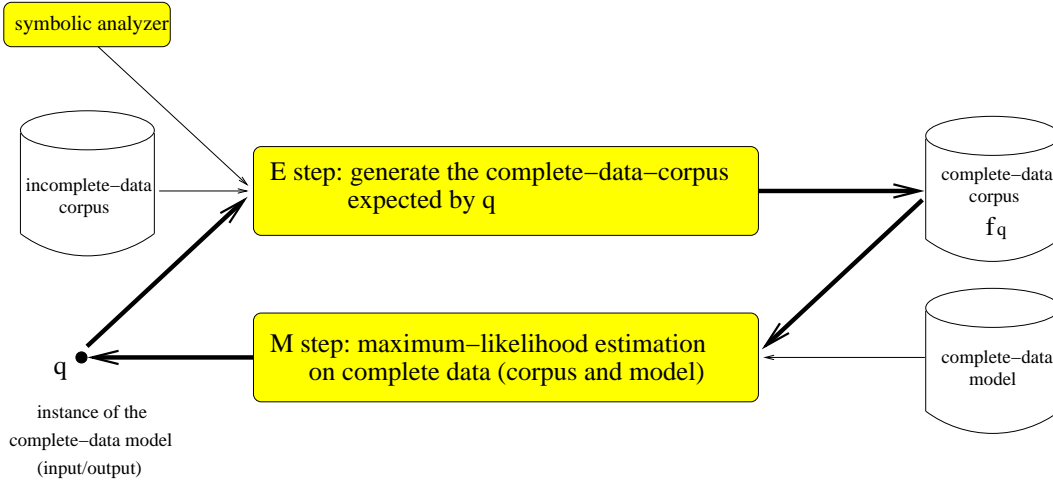 symbolic analyzer
incomplete−data
corpus
E step: generate the complete−data−corpus
expected by q
complete−data
corpus
fq
M step: maximum−likelihood estimation
on complete data (corpus and model)
complete−data
model
q
instance of the
complete−data model
(input/output)